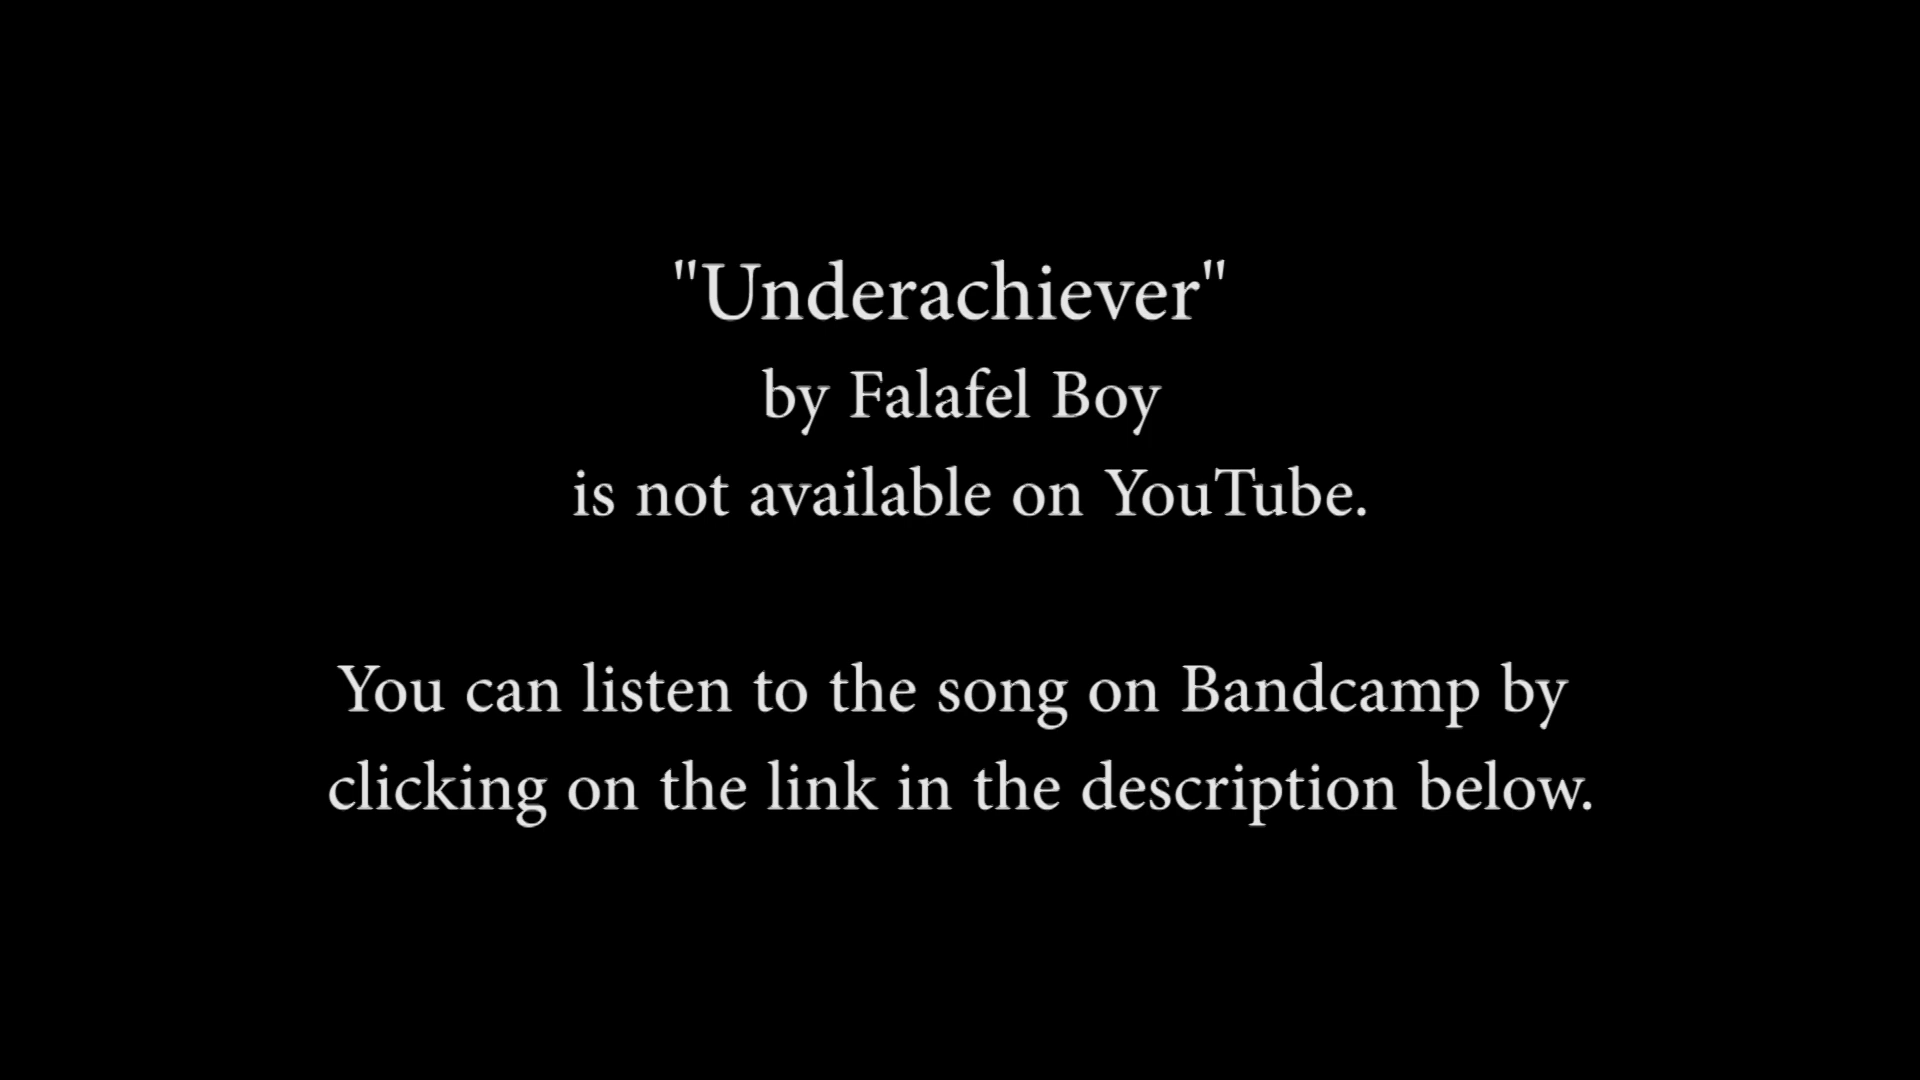 "Underachiever"
by Falafel Boy
is not available on YouTube.
You can listen to the song on Bandcamp by
clicking on the link in the description below.